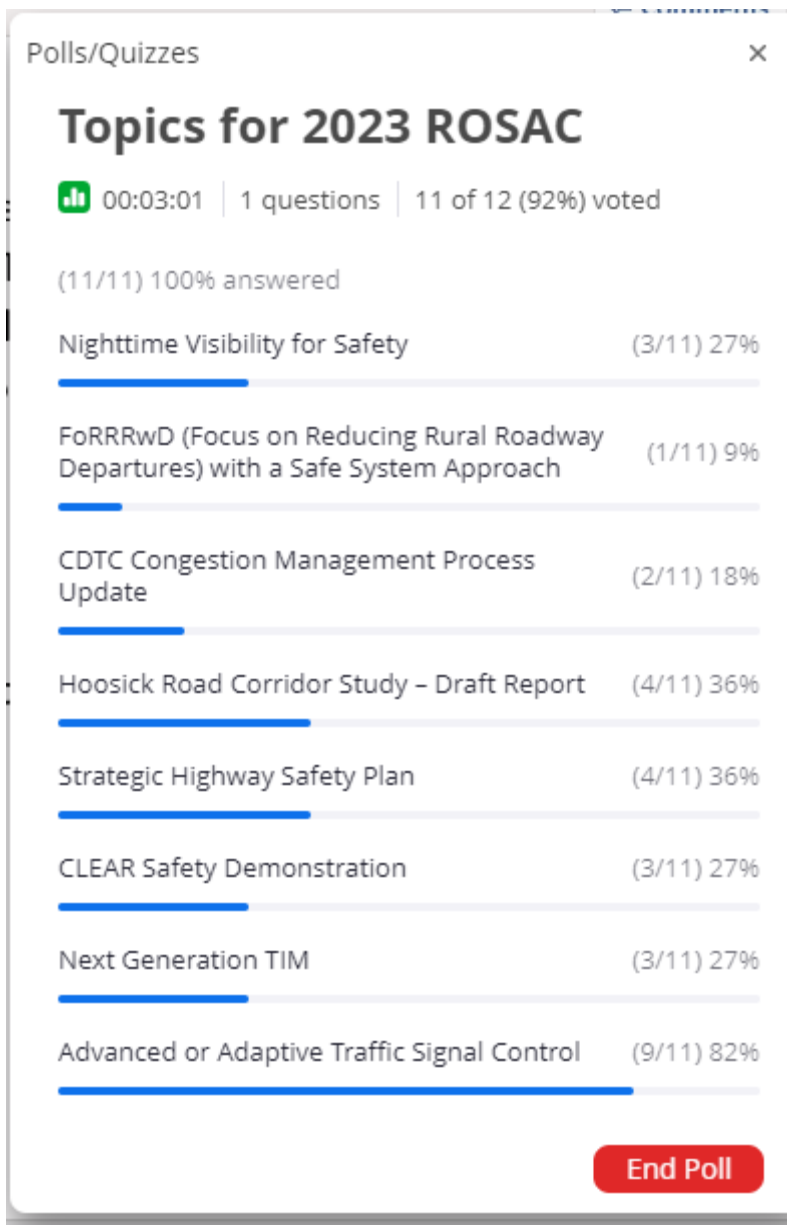 Polls/Quizzes ×
Topics for 2023 ROSAC
00:03:01 1 questions 11 of 12 (92%) voted
(11/11) 100% answered
Nighttime Visibility for Safety (3/11) 27%
FoRRRwD (Focus on Reducing Rural Roadway
Departures) with a Safe System Approach (1/11) 9%
CDTC Congestion Management Process
Update (2/11) 18%
Hoosick Road Corridor Study – Draft Report (4/11) 36%
Strategic Highway Safety Plan (4/11) 36%
CLEAR Safety Demonstration (3/11) 27%
Next Generation TIM (3/11) 27%
Advanced or Adaptive Traffic Signal Control (9/11) 82%
End Poll